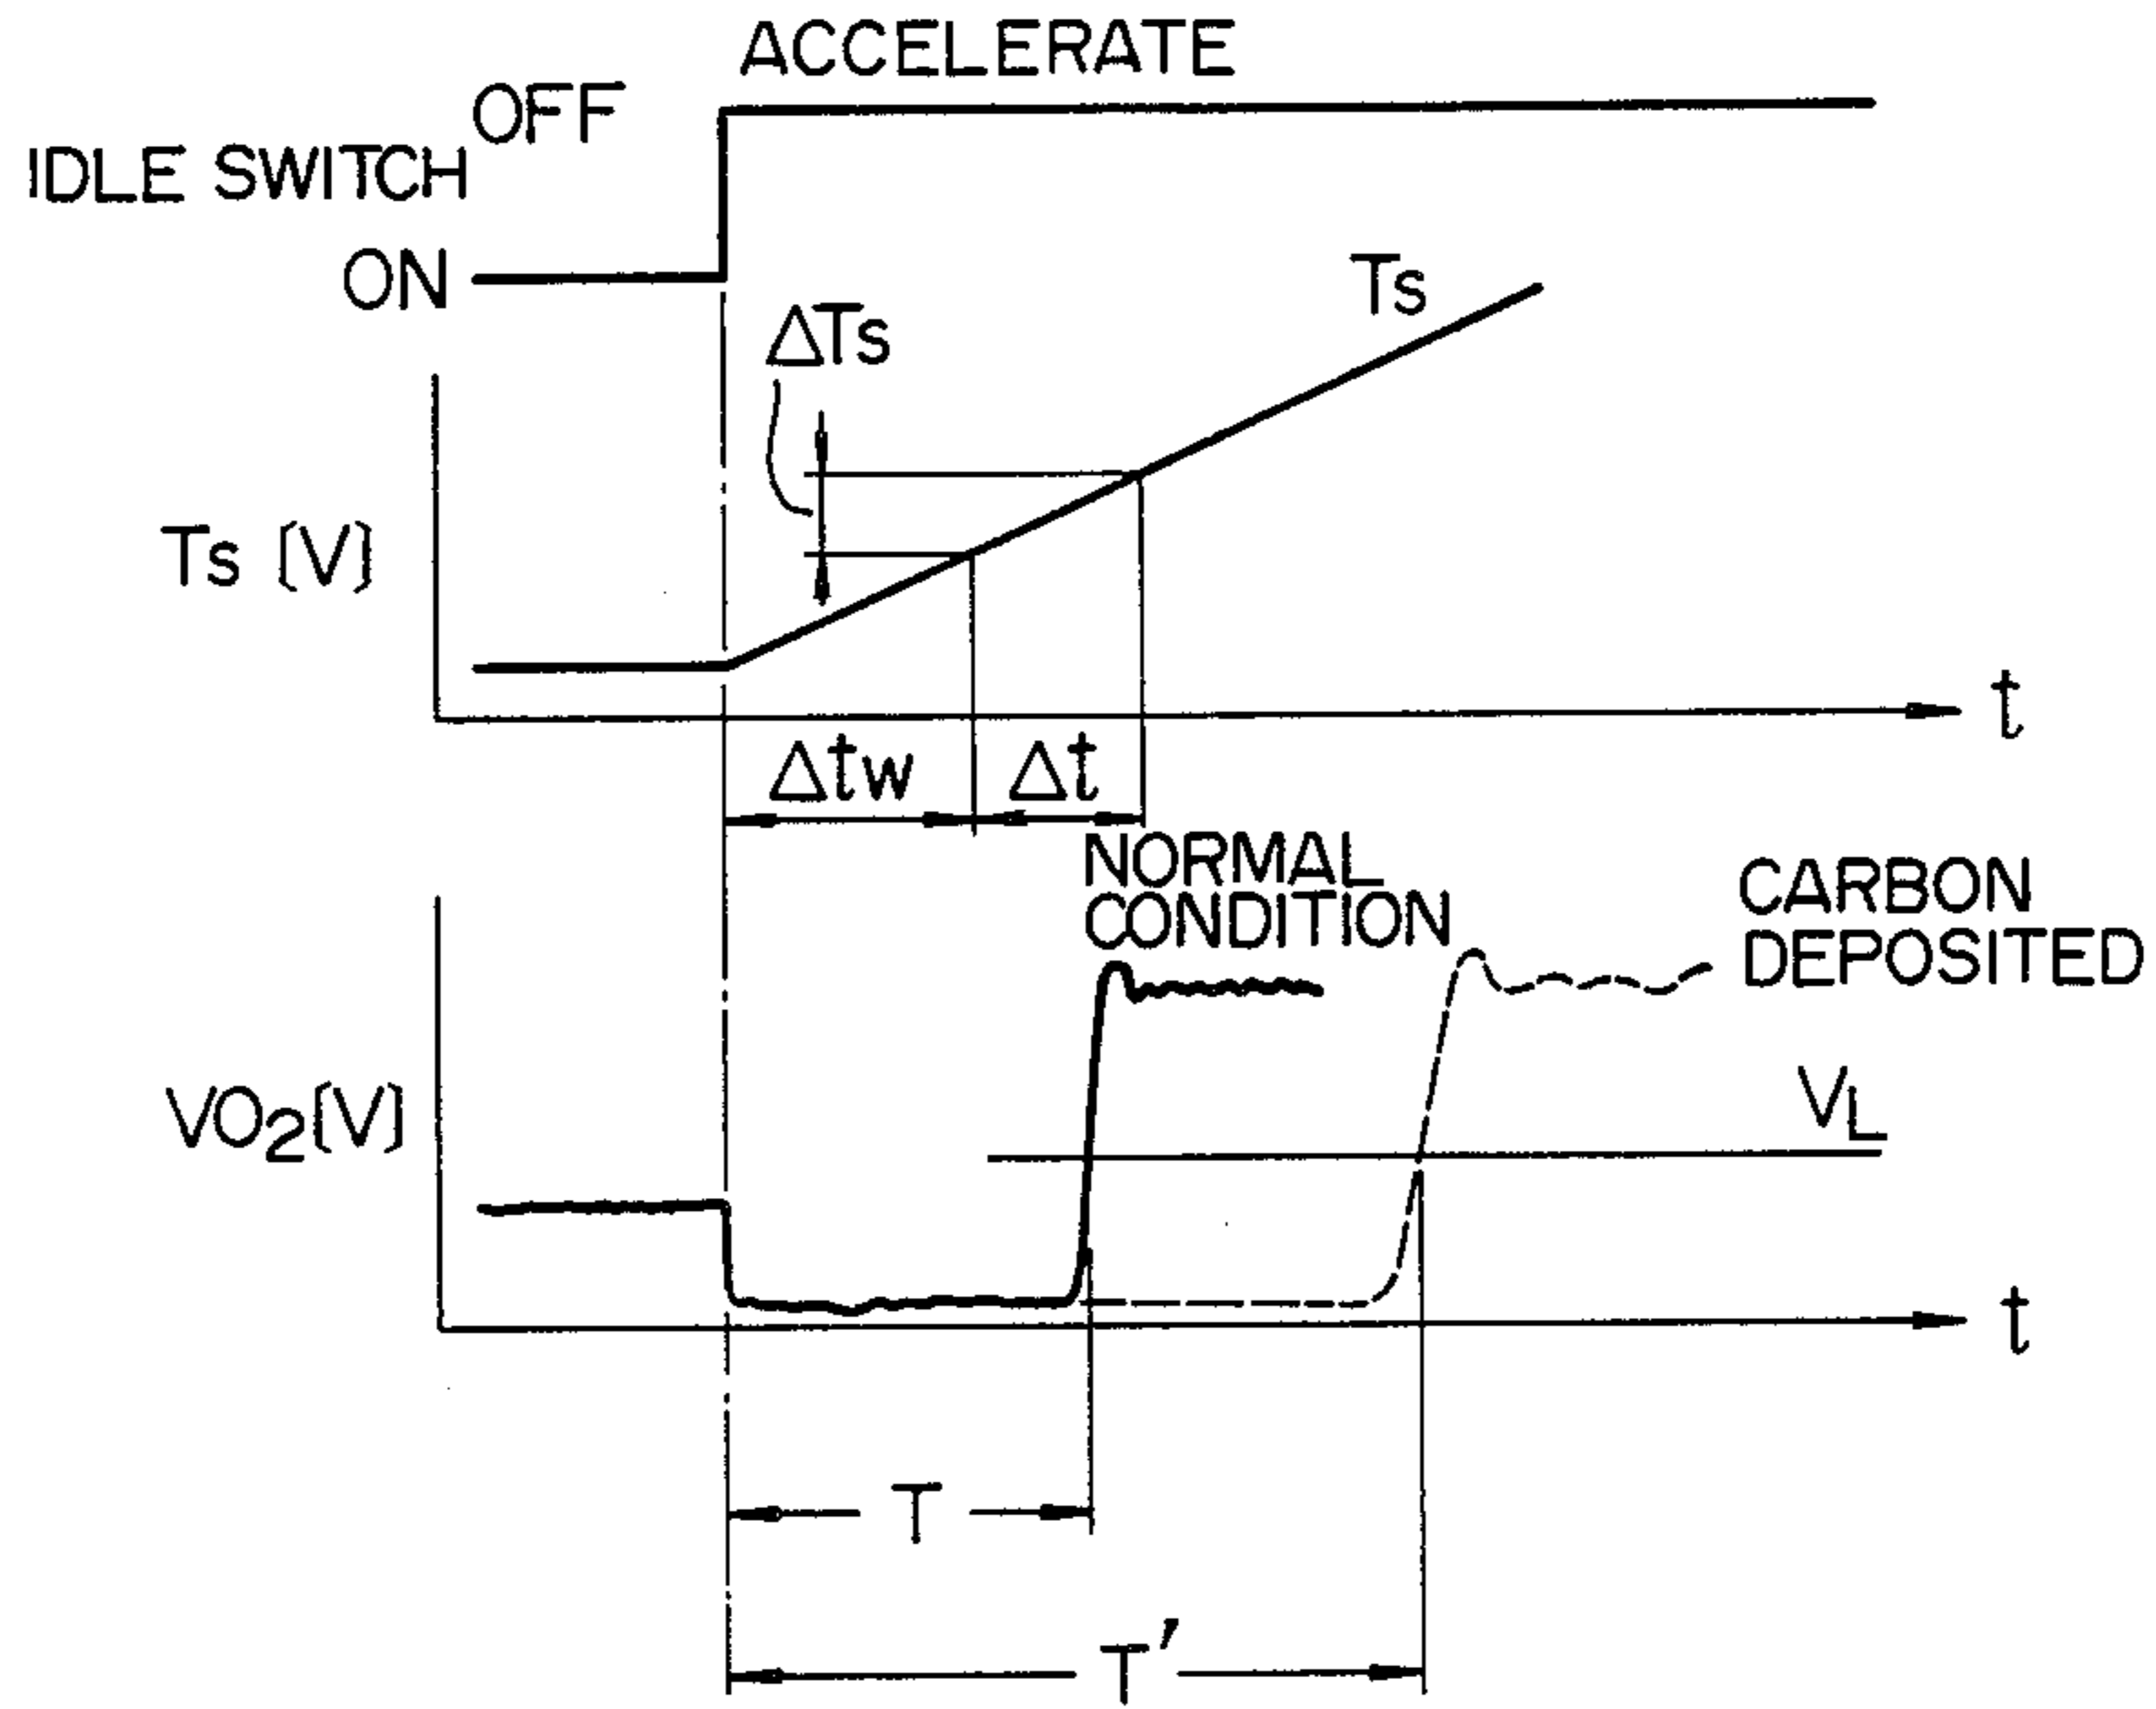 ACCELERATE
OFF
IDLE SWITCH
ON
Ts
ΔTs
Ts [V]
t
Δtw
Δt
NORMAL
CONDITION
CARBON
DEPOSITED
VO₂[V]
VL
t
T
T'